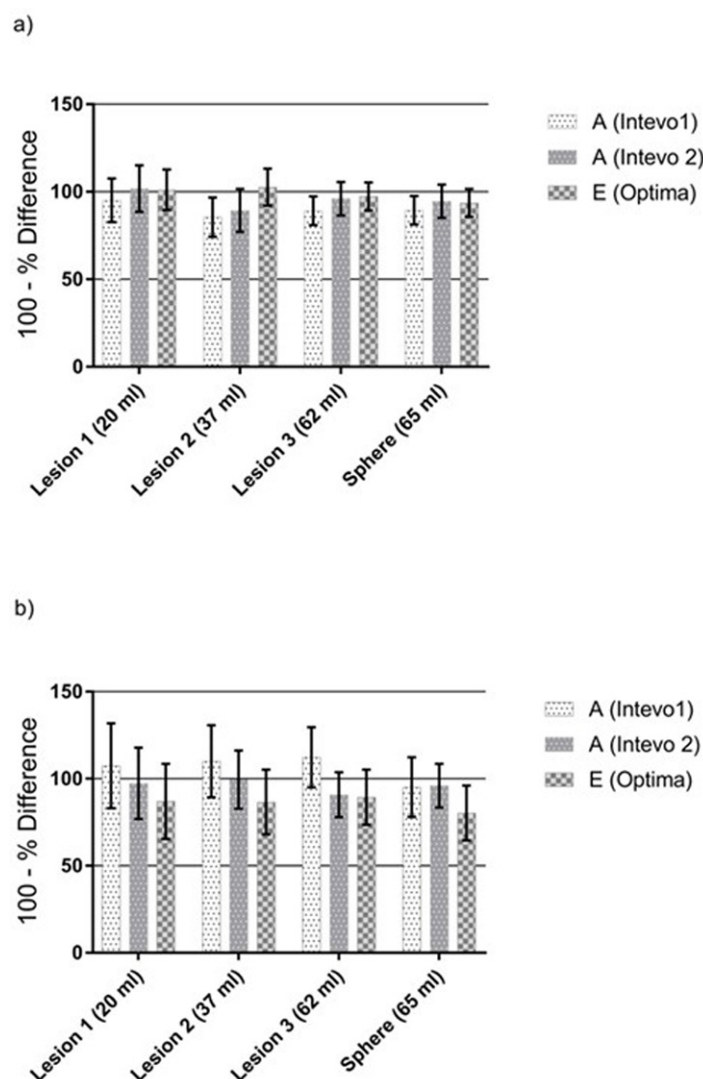 a)
100 - % Difference
150
100
50
0
Lesion 1 (20 ml)
Lesion 2 (37 ml)
Lesion 3 (62 ml)
Sphere (65 ml)
A (Intevo1)
A (Intevo 2)
E (Optima)
b)
100 - % Difference
150
100
50
0
Lesion 1 (20 ml)
Lesion 2 (37 ml)
Lesion 3 (62 ml)
Sphere (65 ml)
A (Intevo1)
A (Intevo 2)
E (Optima)